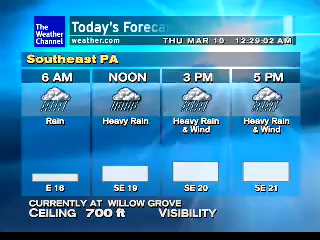 The
Weather
Channel
Today's Foreca
weather.com
THU MAR 10 12:29:02 AM
Southeast PA
6 AM NOON 3 PM 5 PM
Rain Heavy Rain Heavy Rain & Wind Heavy Rain & Wind
E 16 SE 19 SE 20 SE 21
CURRENTLY AT WILLOW GROVE
CEILING 700 ft VISIBILITY